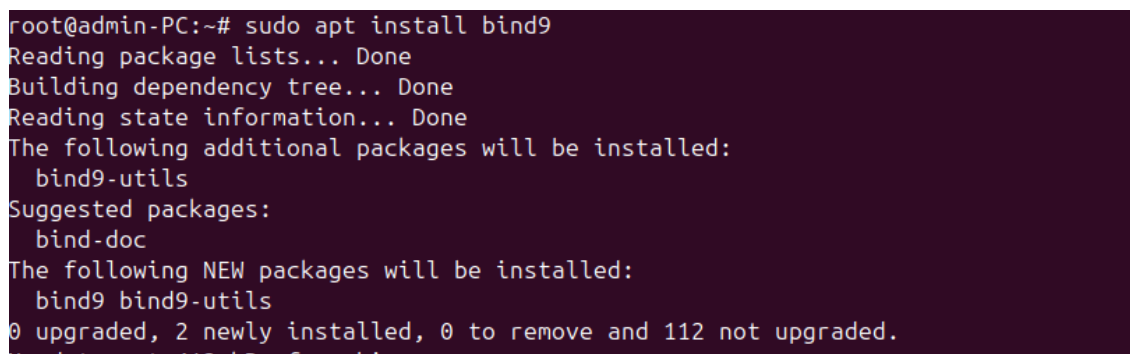 root@admin-PC:~# sudo apt install bind9
Reading package lists... Done
Building dependency tree... Done
Reading state information... Done
The following additional packages will be installed:
  bind9-utils
Suggested packages:
  bind-doc
The following NEW packages will be installed:
  bind9 bind9-utils
0 upgraded, 2 newly installed, 0 to remove and 112 not upgraded.